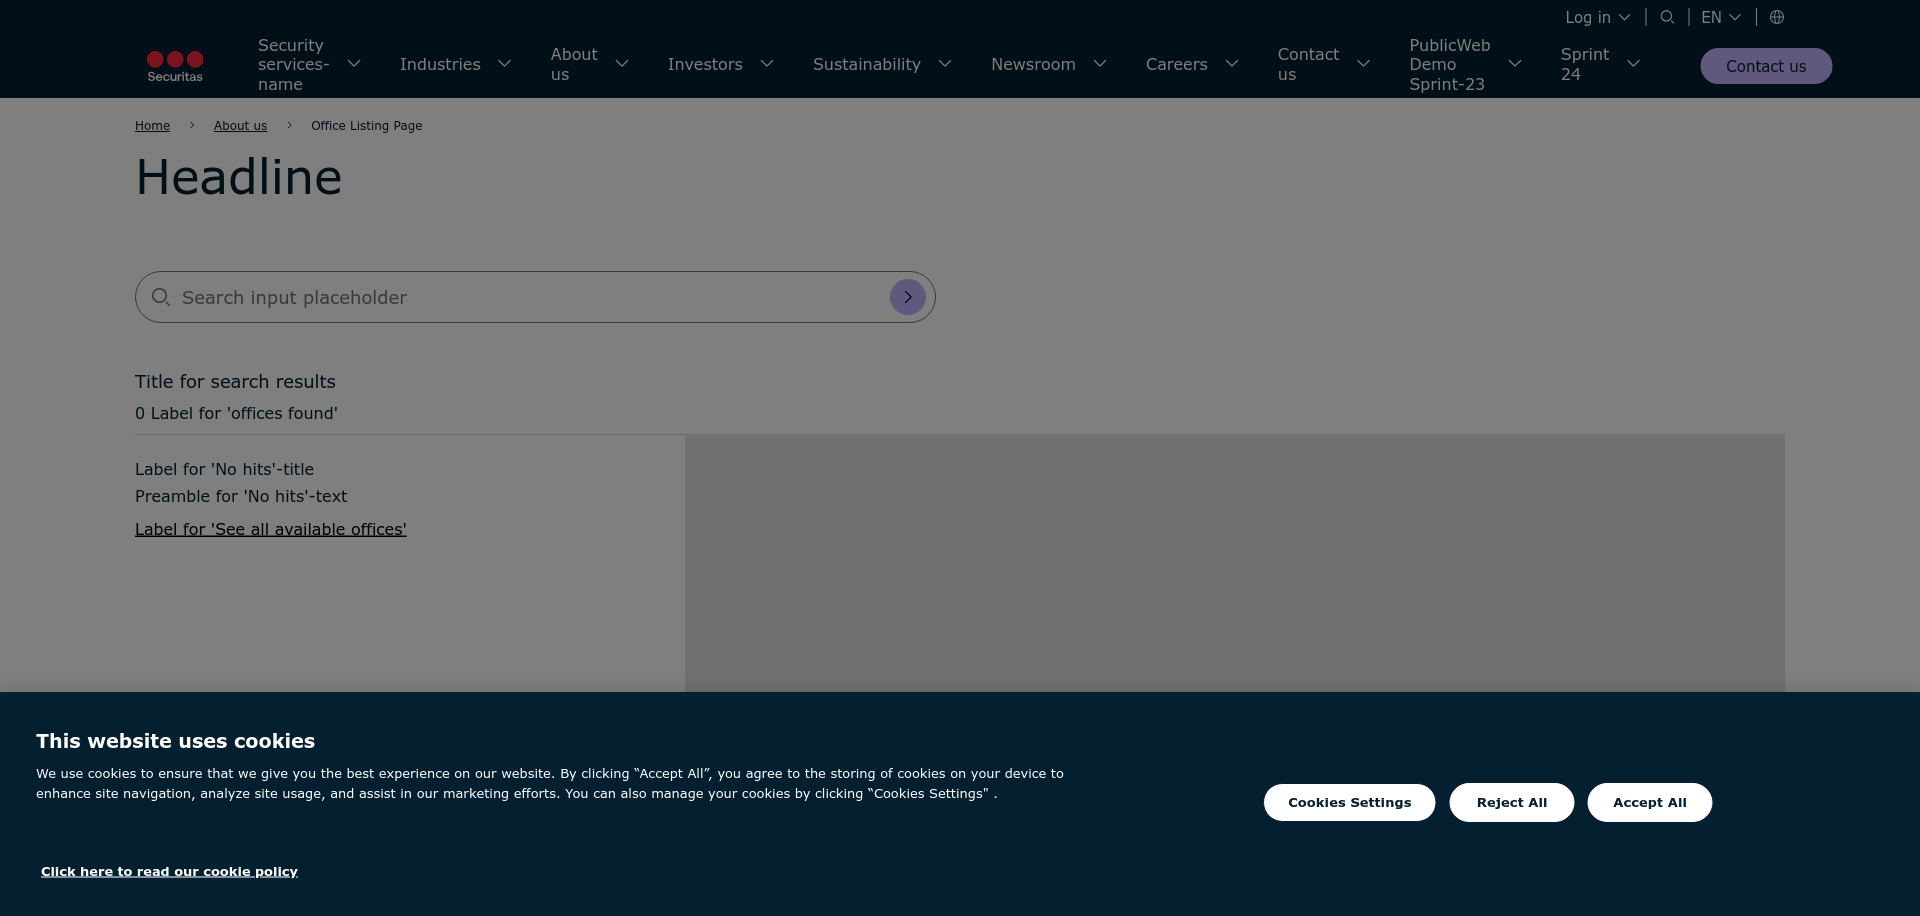 Log in
EN
Securitas
Security services-name
Industries
About us
Investors
Sustainability
Newsroom
Careers
Contact us
PublicWeb Demo Sprint-23
Sprint 24
Contact us
Home
About us
Office Listing Page
Headline
Search input placeholder
Title for search results
0 Label for 'offices found'
Label for 'No hits'-title
Preamble for 'No hits'-text
Label for 'See all available offices'
This website uses cookies
We use cookies to ensure that we give you the best experience on our website. By clicking “Accept All”, you agree to the storing of cookies on your device to
enhance site navigation, analyze site usage, and assist in our marketing efforts. You can also manage your cookies by clicking “Cookies Settings" .
Cookies Settings
Reject All
Accept All
Click here to read our cookie policy